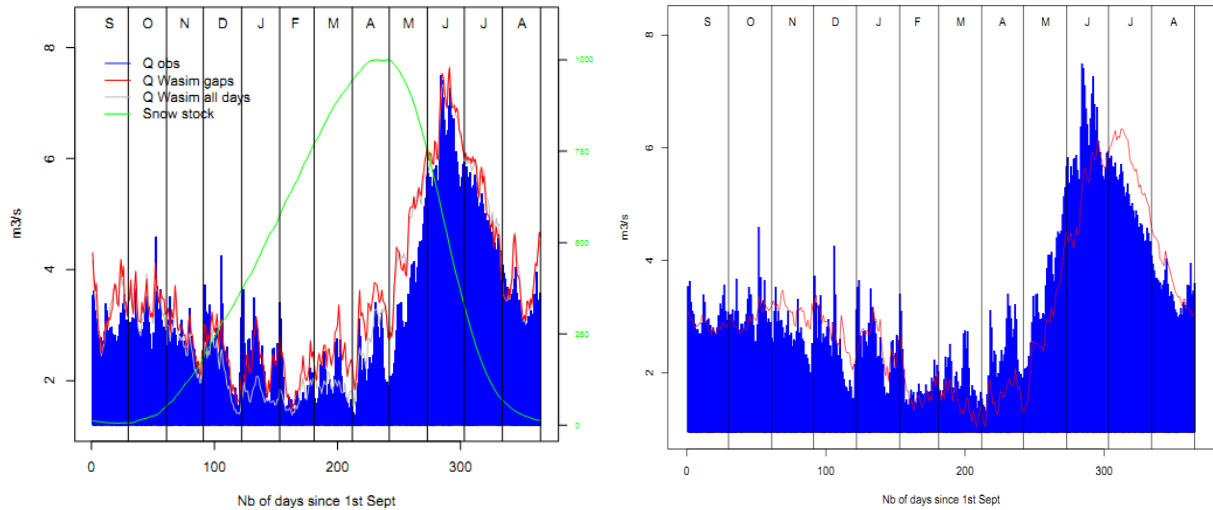 S O N D J F M A M J J A
8
6
4
2
m3/s
Q obs
Q Wasim gaps
Q Wasim all days
Snow stock
1000
750
500
250
0
0 100 200 300
Nb of days since 1st Sept
S O N D J F M A M J J A
8
6
4
2
m3/s
0 100 200 300
Nb of days since 1st Sept